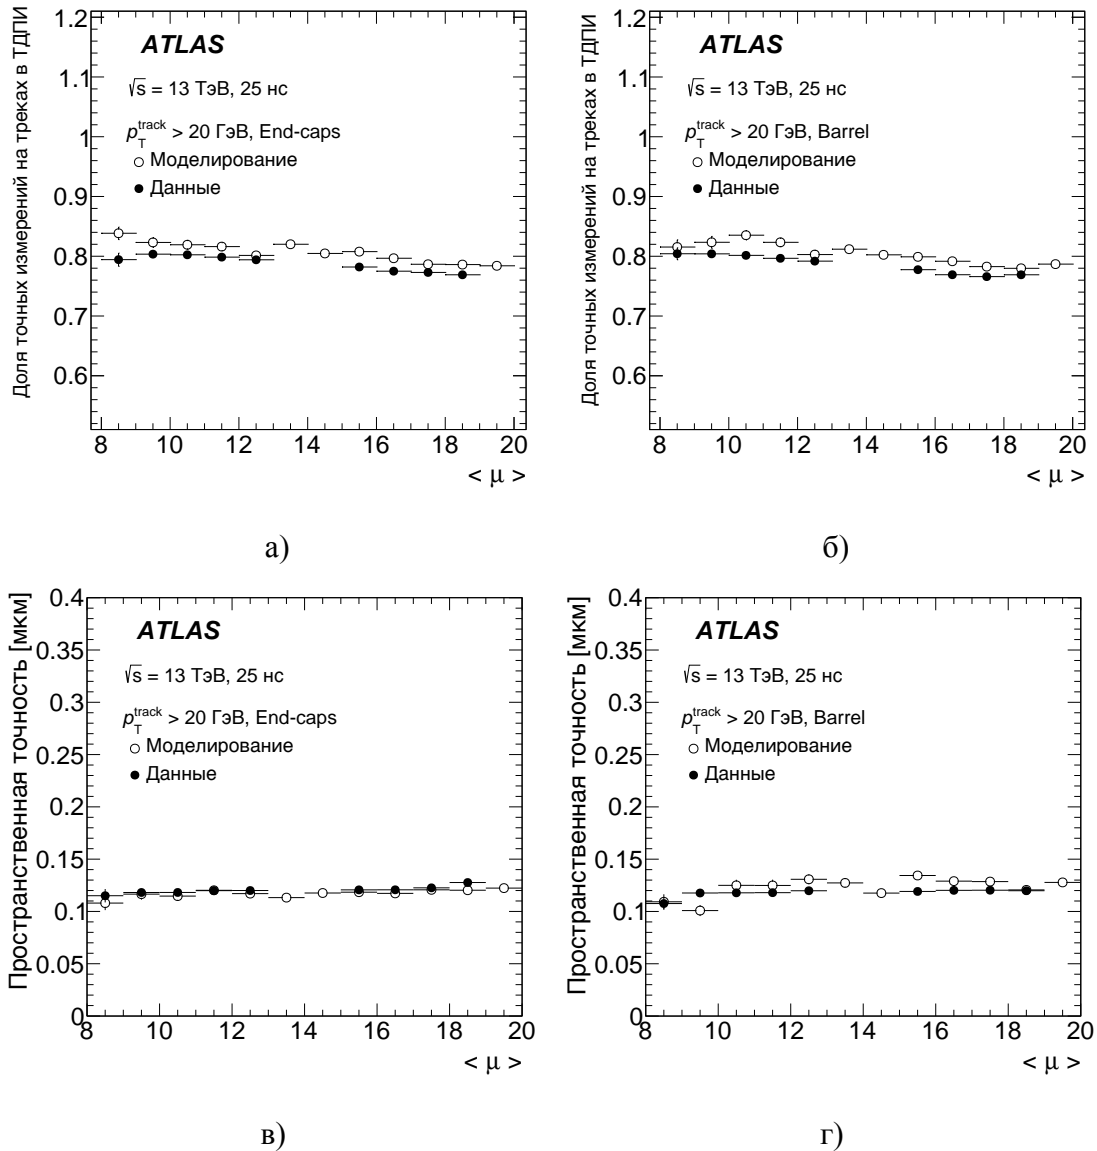 Доля точных измерений на треках в ТДПИ
1.2
1.1
1
0.9
0.8
0.7
0.6
ATLAS
√s = 13 ТэВ, 25 нс
p_T^track > 20 ГэВ, End-caps
Моделирование
Данные
8 10 12 14 16 18 20
< μ >
а)
Доля точных измерений на треках в ТДПИ
1.2
1.1
1
0.9
0.8
0.7
0.6
ATLAS
√s = 13 ТэВ, 25 нс
p_T^track > 20 ГэВ, Barrel
Моделирование
Данные
8 10 12 14 16 18 20
< μ >
б)
Пространственная точность [мкм]
0.4
0.35
0.3
0.25
0.2
0.15
0.1
0.05
0
ATLAS
√s = 13 ТэВ, 25 нс
p_T^track > 20 ГэВ, End-caps
Моделирование
Данные
8 10 12 14 16 18 20
< μ >
в)
Пространственная точность [мкм]
0.4
0.35
0.3
0.25
0.2
0.15
0.1
0.05
0
ATLAS
√s = 13 ТэВ, 25 нс
p_T^track > 20 ГэВ, Barrel
Моделирование
Данные
8 10 12 14 16 18 20
< μ >
г)